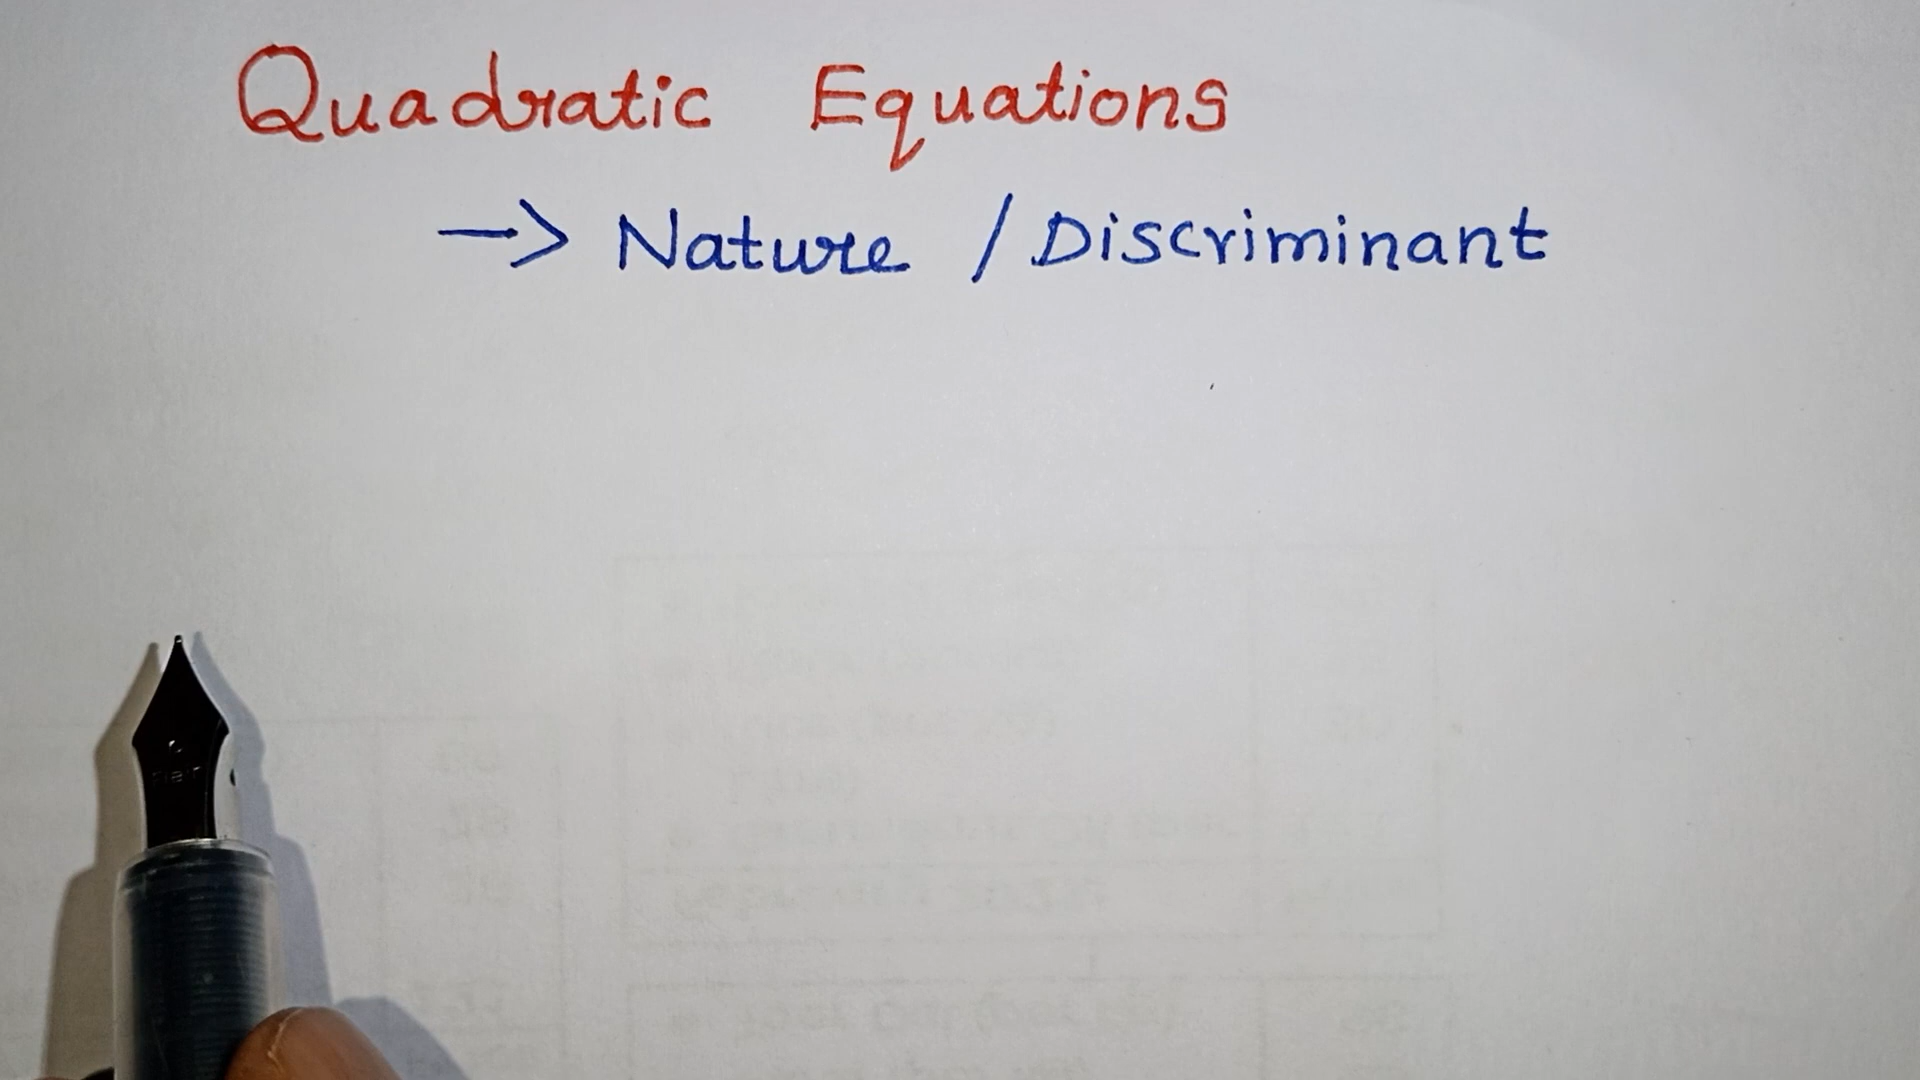 Quadratic Equations
→ Nature / Discriminant